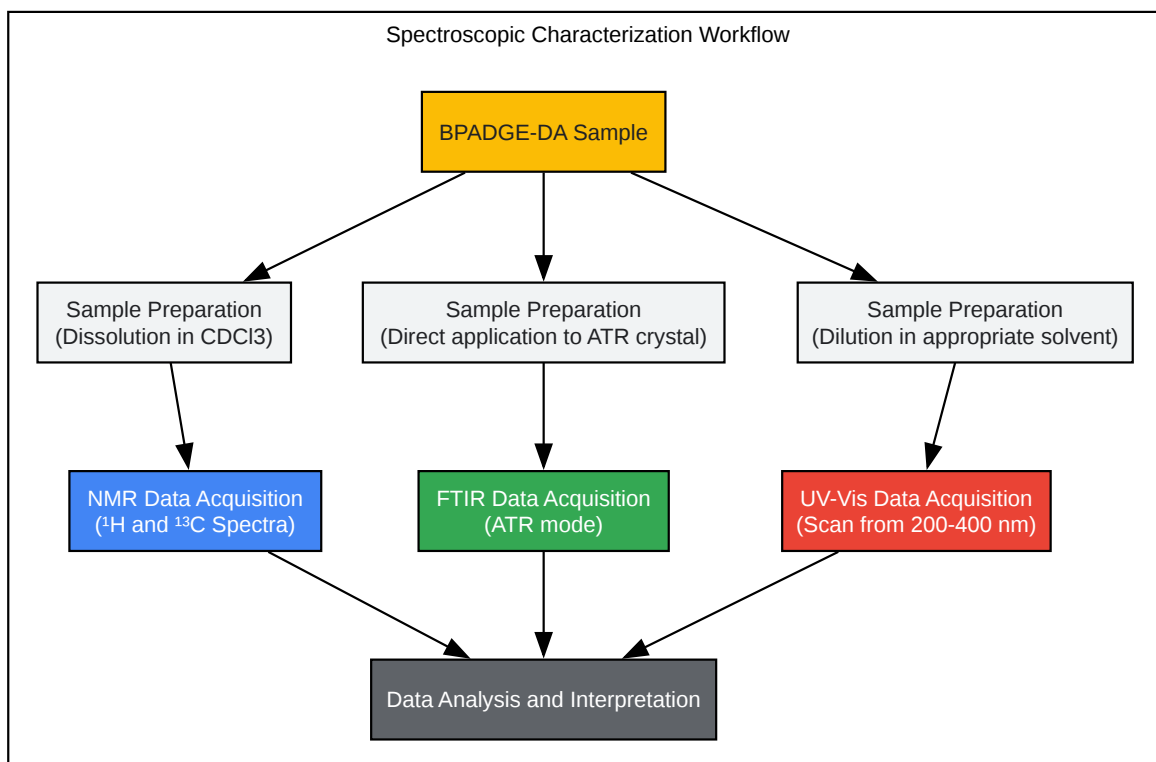 Spectroscopic Characterization Workflow
BPADGE-DA Sample
Sample Preparation
(Dissolution in CDCl3)
Sample Preparation
(Direct application to ATR crystal)
Sample Preparation
(Dilution in appropriate solvent)
NMR Data Acquisition
(¹H and ¹³C Spectra)
FTIR Data Acquisition
(ATR mode)
UV-Vis Data Acquisition
(Scan from 200-400 nm)
Data Analysis and Interpretation